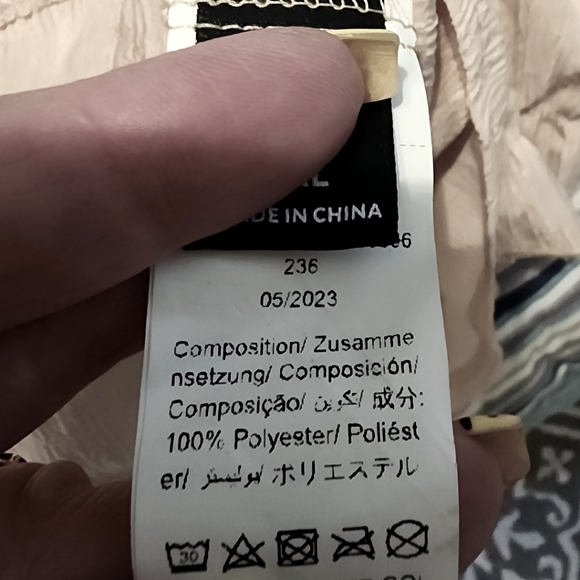 DE IN CHINA
236
05/2023
Composition/ Zusamme
nsetzung/ Composición/
Composição/ تكوين/ 成分:
100% Polyester/ Poliést
er/ بوليستر/ ポリエステル
30